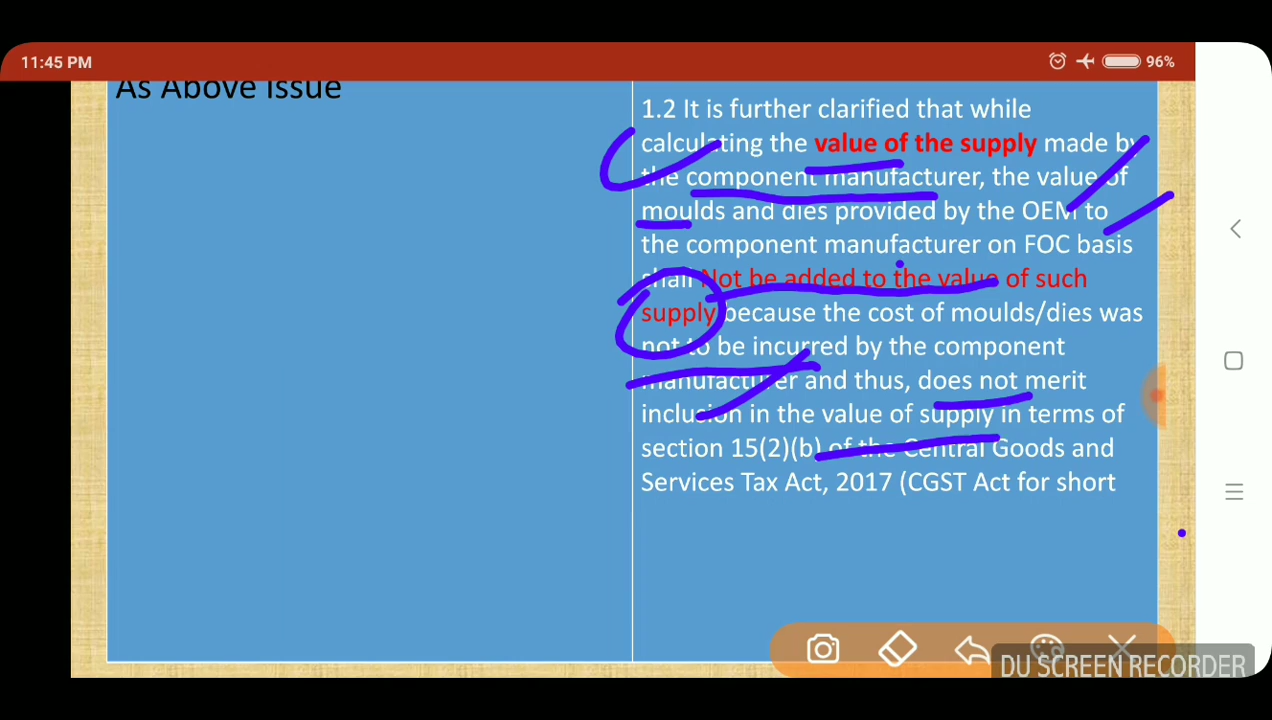 11:45 PM
96%
As Above Issue
1.2 It is further clarified that while
calculating the value of the supply made by
the component manufacturer, the value of
moulds and dies provided by the OEM to
the component manufacturer on FOC basis
shall Not be added to the value of such
supply because the cost of moulds/dies was
not to be incurred by the component
manufacturer and thus, does not merit
inclusion in the value of supply in terms of
section 15(2)(b) of the Central Goods and
Services Tax Act, 2017 (CGST Act for short
DU SCREEN RECORDER